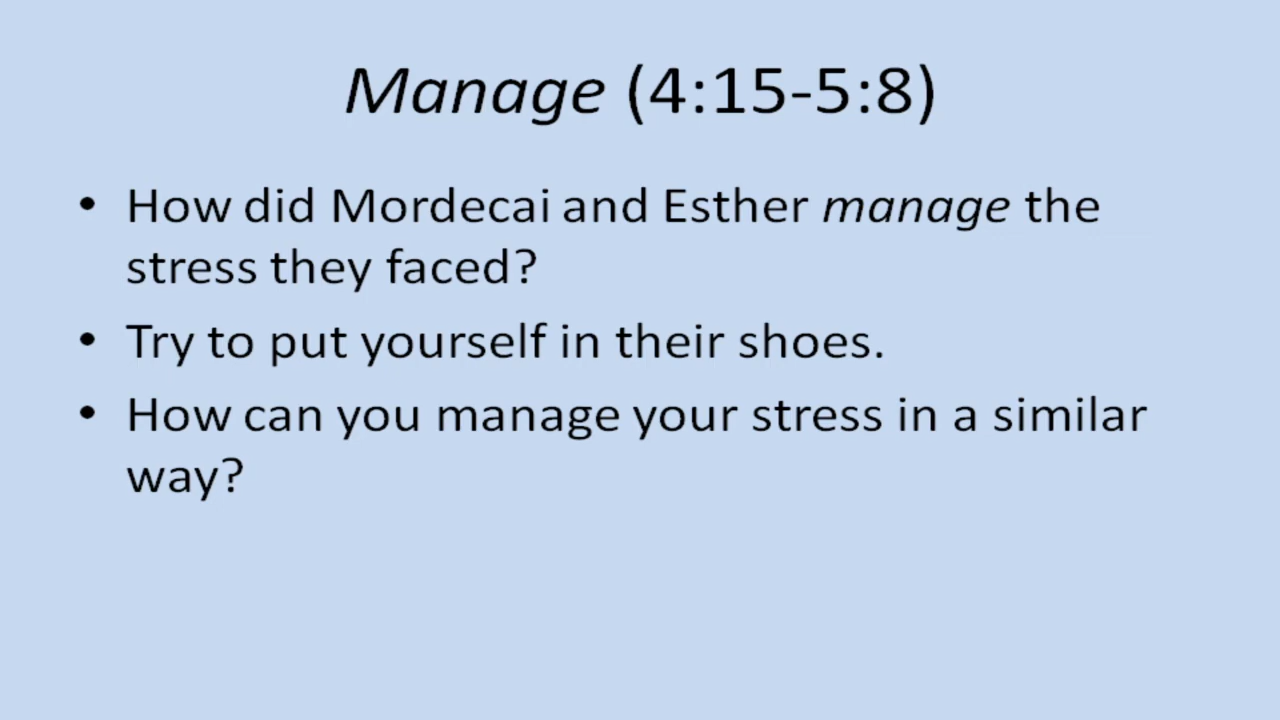 Manage (4:15-5:8)
• How did Mordecai and Esther manage the
stress they faced?
• Try to put yourself in their shoes.
• How can you manage your stress in a similar
way?